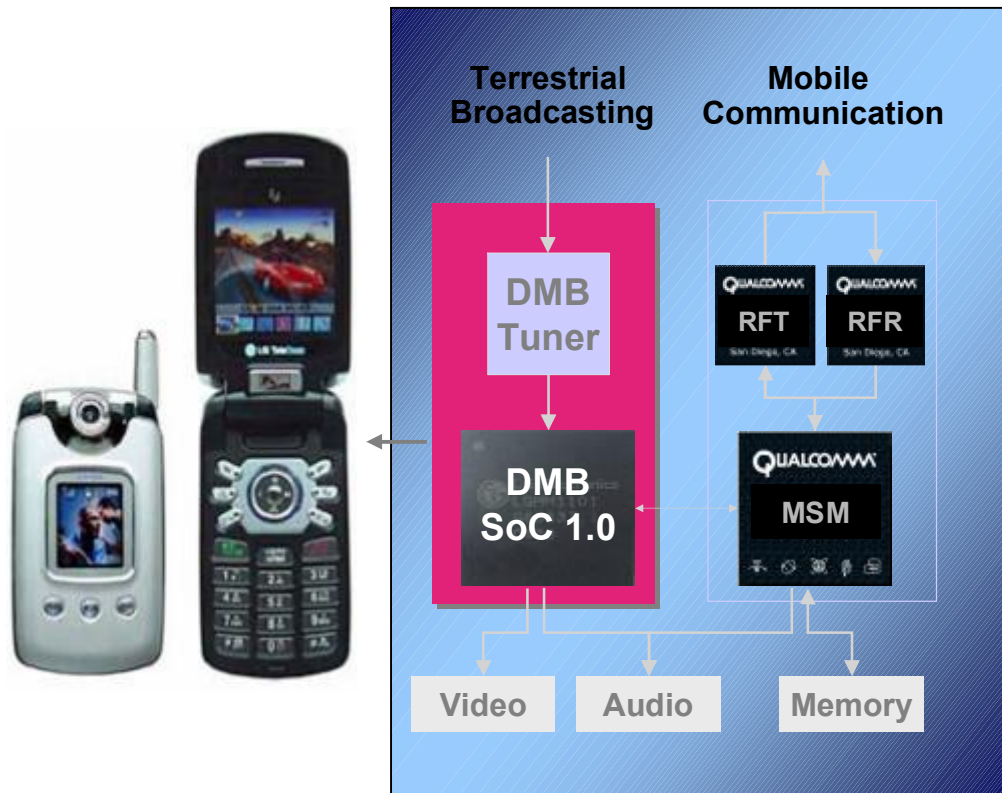 Terrestrial
Broadcasting
Mobile
Communication
DMB
Tuner
QUALCOMM
RFT
San Diego, CA
QUALCOMM
RFR
San Diego, CA
LG TeleCom
DMB
SoC 1.0
QUALCOMM
MSM
Video
Audio
Memory